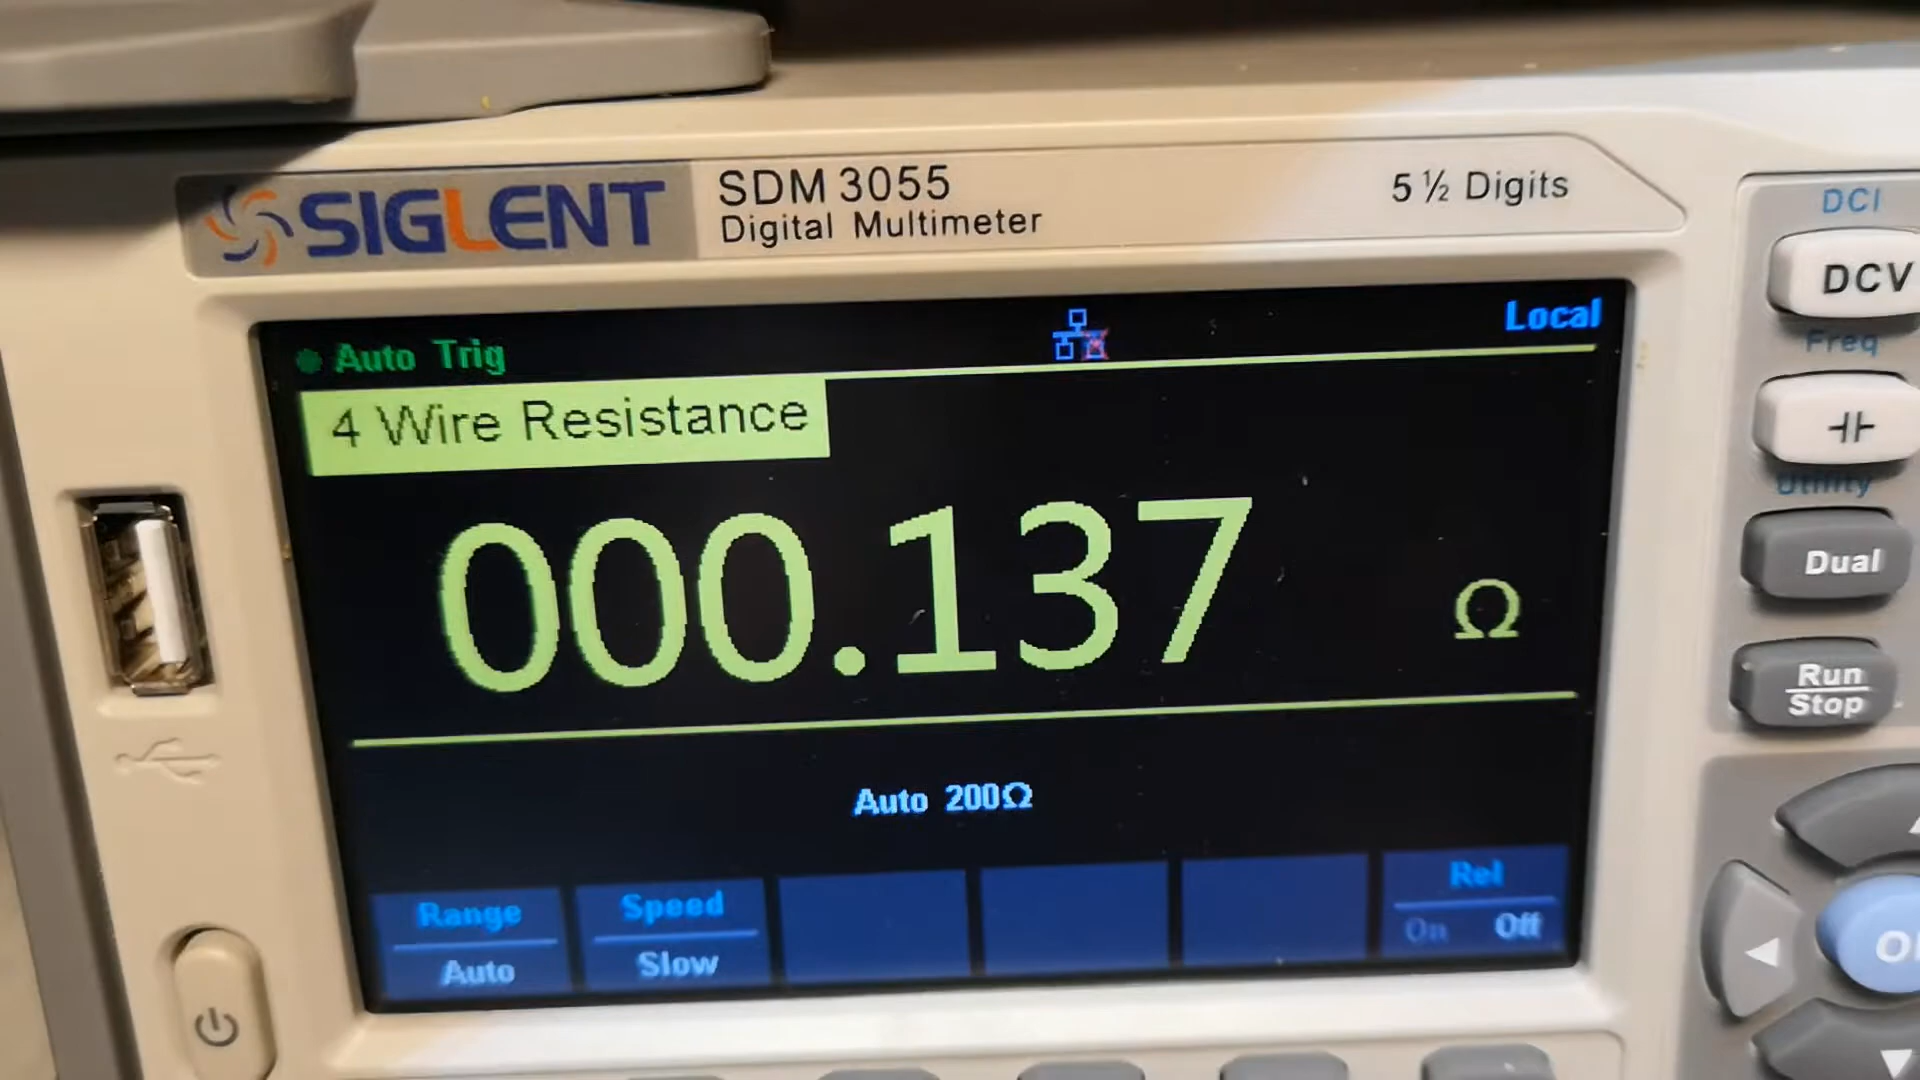 SIGLENT
SDM 3055
Digital Multimeter
5 ½ Digits
DCI
DCV
Freq
Utility
Dual
Run
Stop
Auto Trig
Local
4 Wire Resistance
000.137 Ω
Auto 200Ω
Range
Auto
Speed
Slow
Rel
On Off